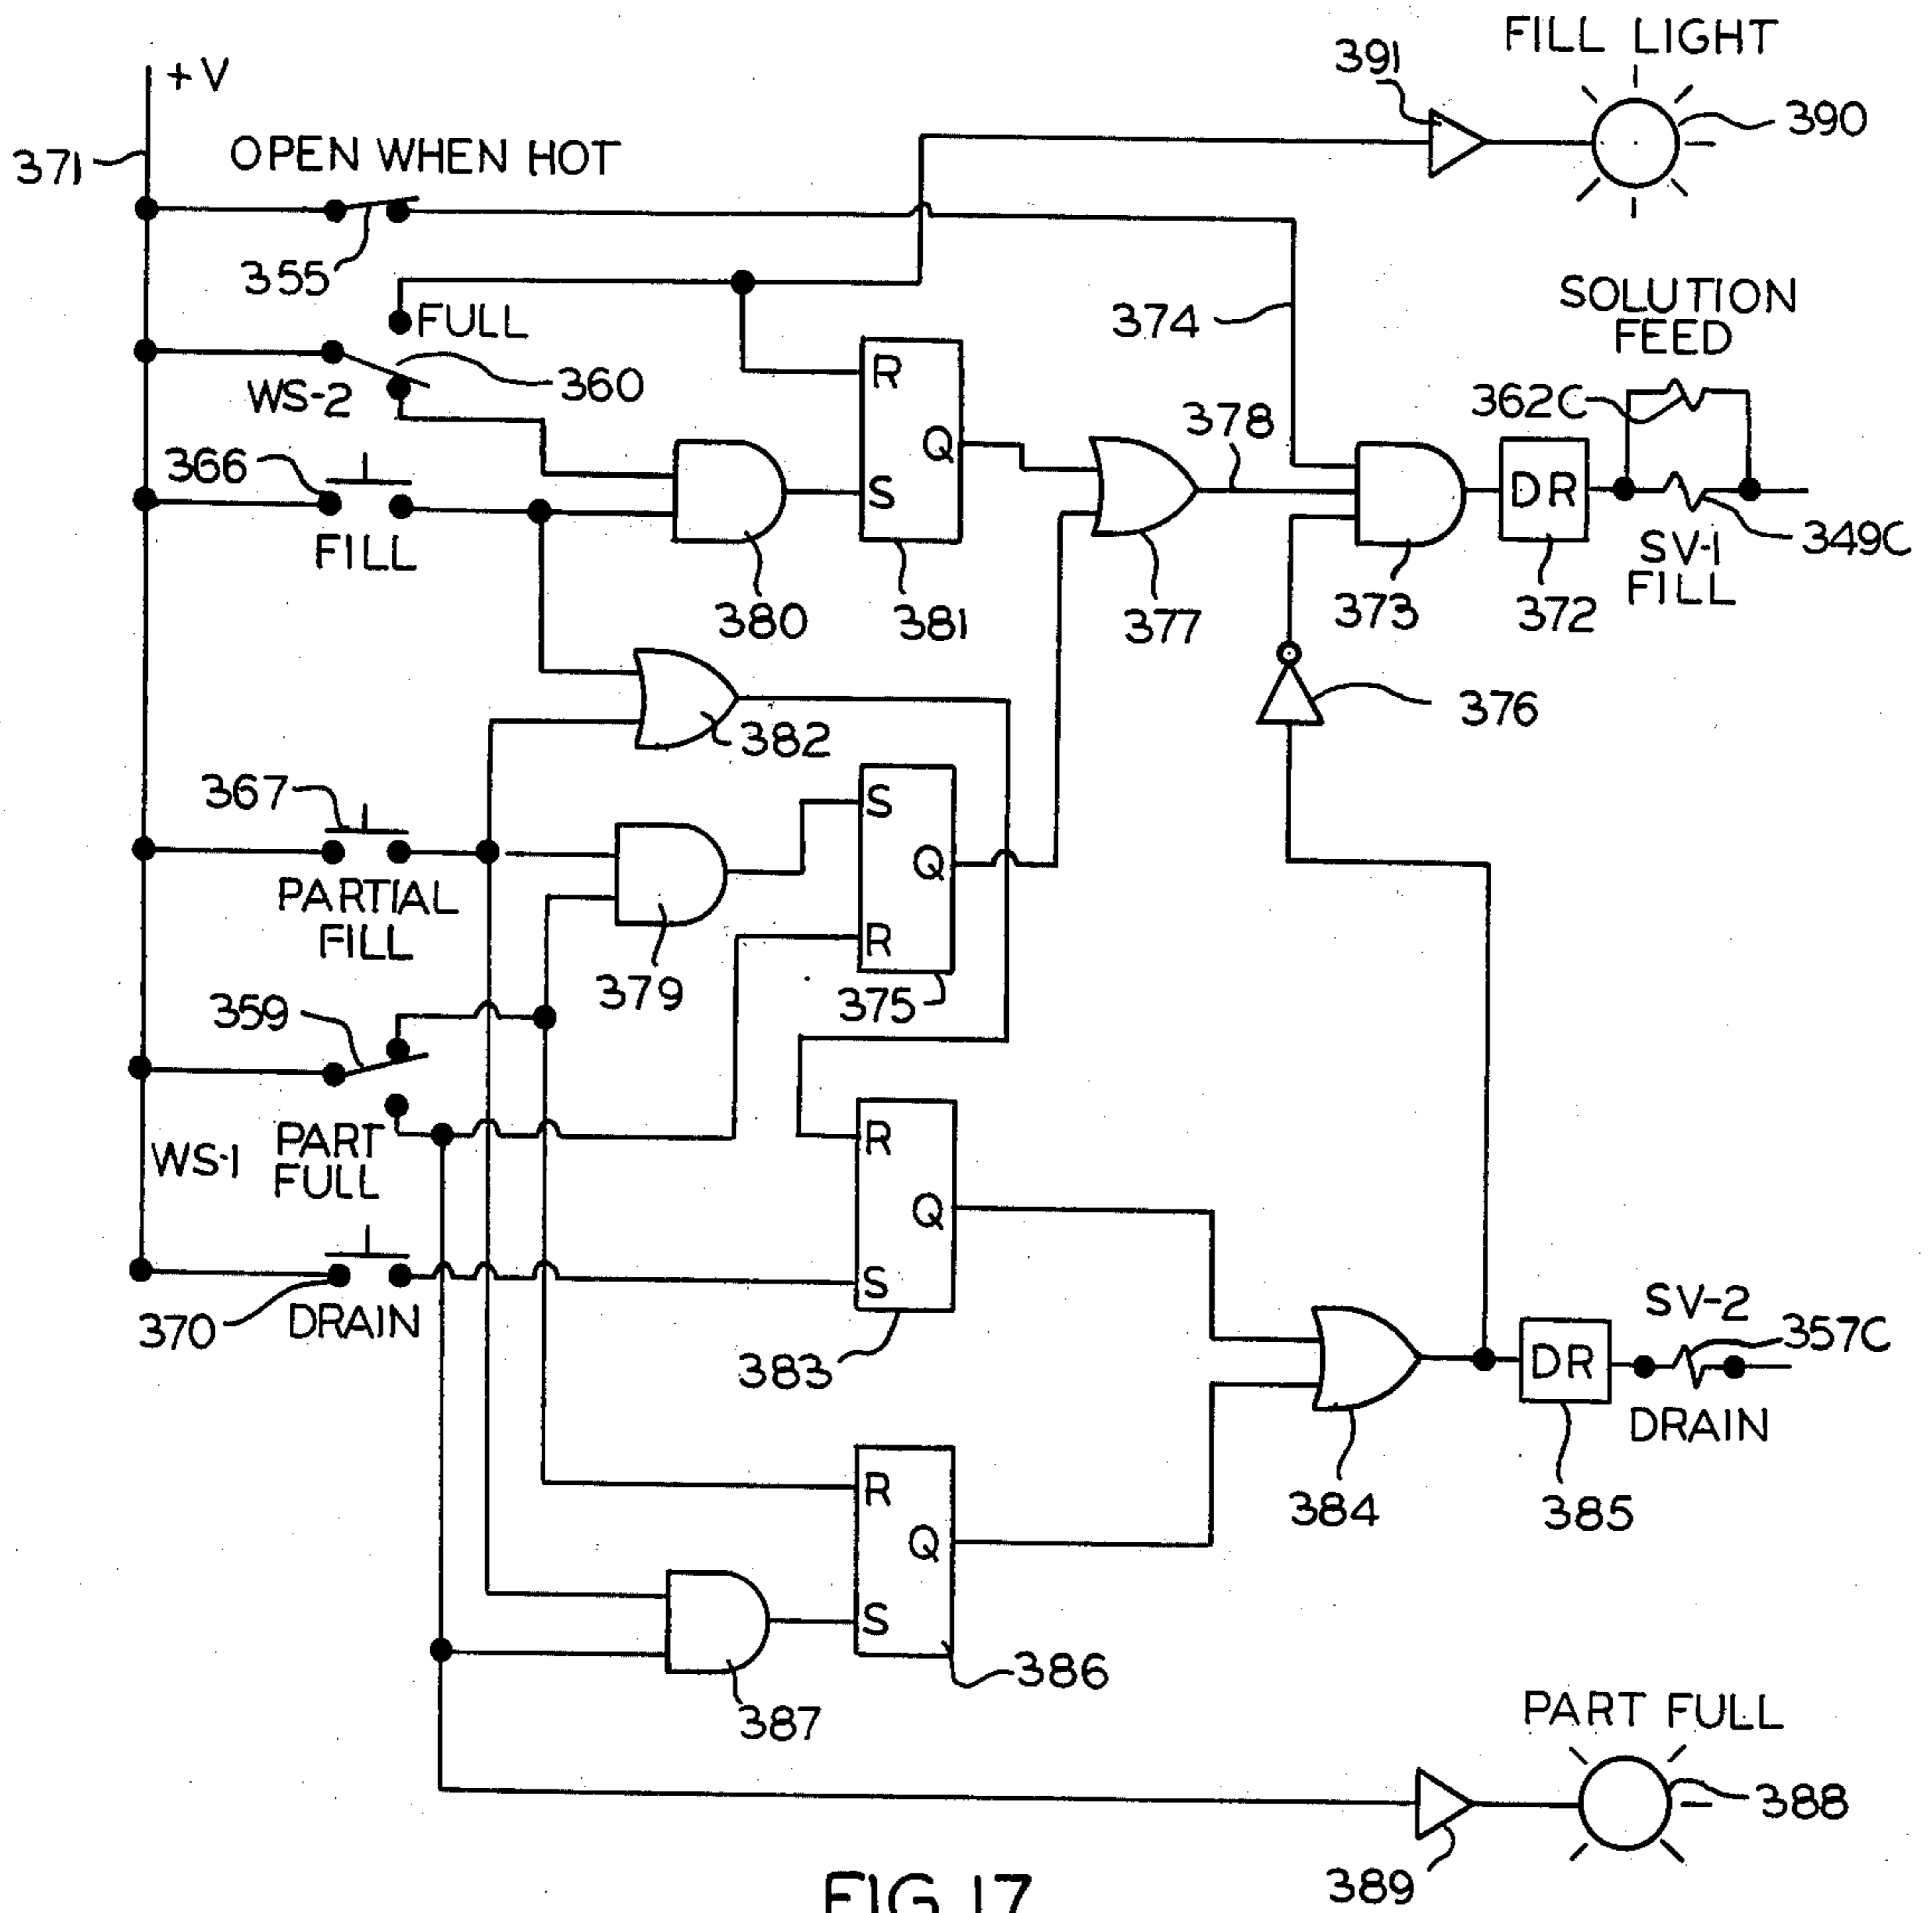 FILL LIGHT
391
390
+V
371
OPEN WHEN HOT
355
FULL
374
SOLUTION
FEED
WS-2
360
R
362C
378
366
Q
S
DR
349C
FILL
SV-1
FILL
380
381
377
373
372
382
376
367
S
Q
PARTIAL
FILL
R
379
375
359
WS-1
PART
FULL
R
Q
S
370
DRAIN
383
SV-2
357C
DR
DRAIN
R
384
385
Q
S
386
387
PART FULL
388
389
FIG. 17